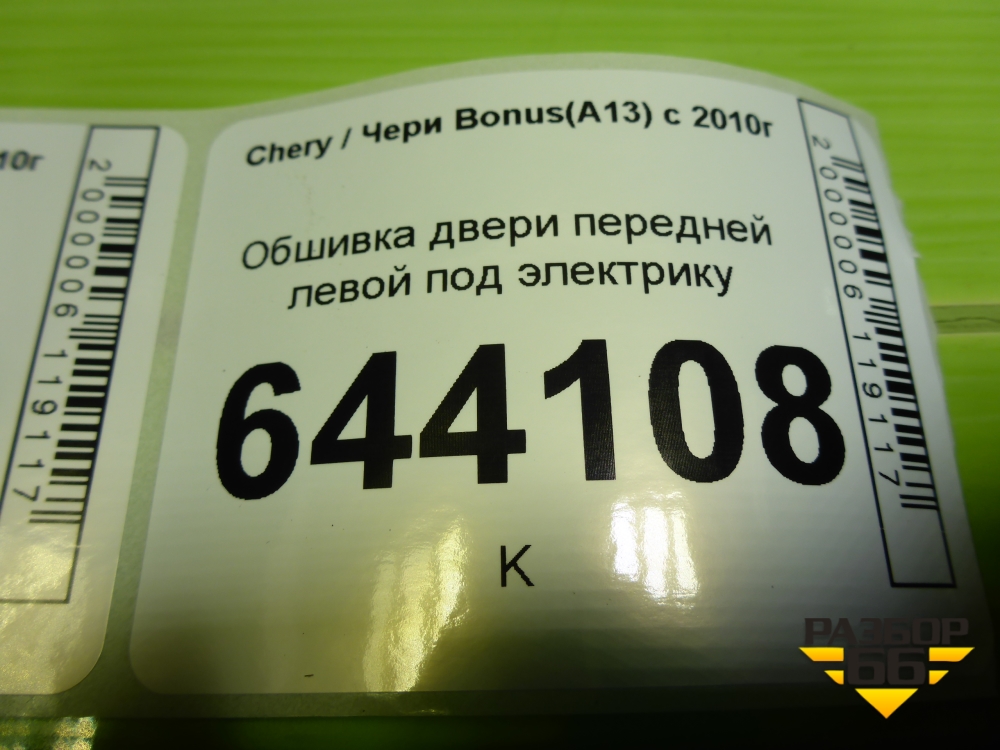 10г
2000006119117
Chery / Чери Bonus(A13) с 2010г
Обшивка двери передней
левой под электрику
644108
К
2000006119117
РАЗБОР
66